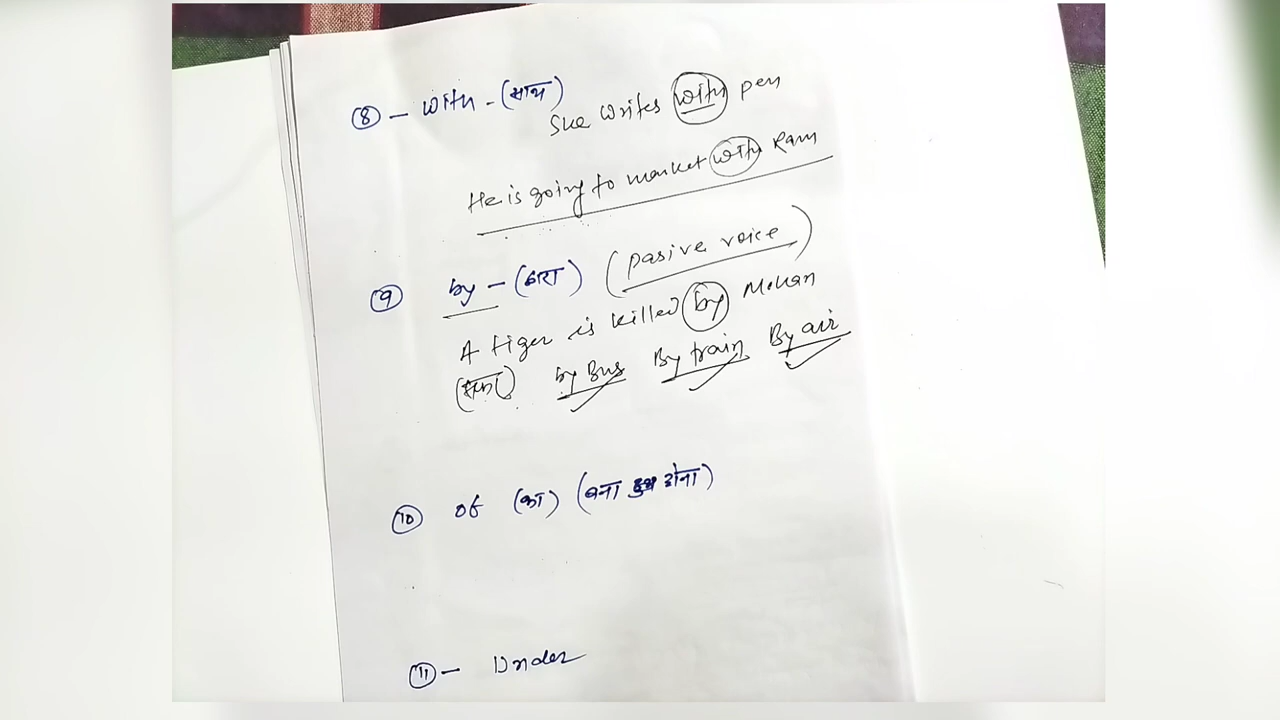 ⑧ – with - (साथ)
She writes with pen
He is going to market with Ram
⑨ by – (द्वारा) (pasive voice)
A tiger is killed by Mohan
by Bus By train By air
⑩ of (का) (बना हुआ होना)
⑪ – Under